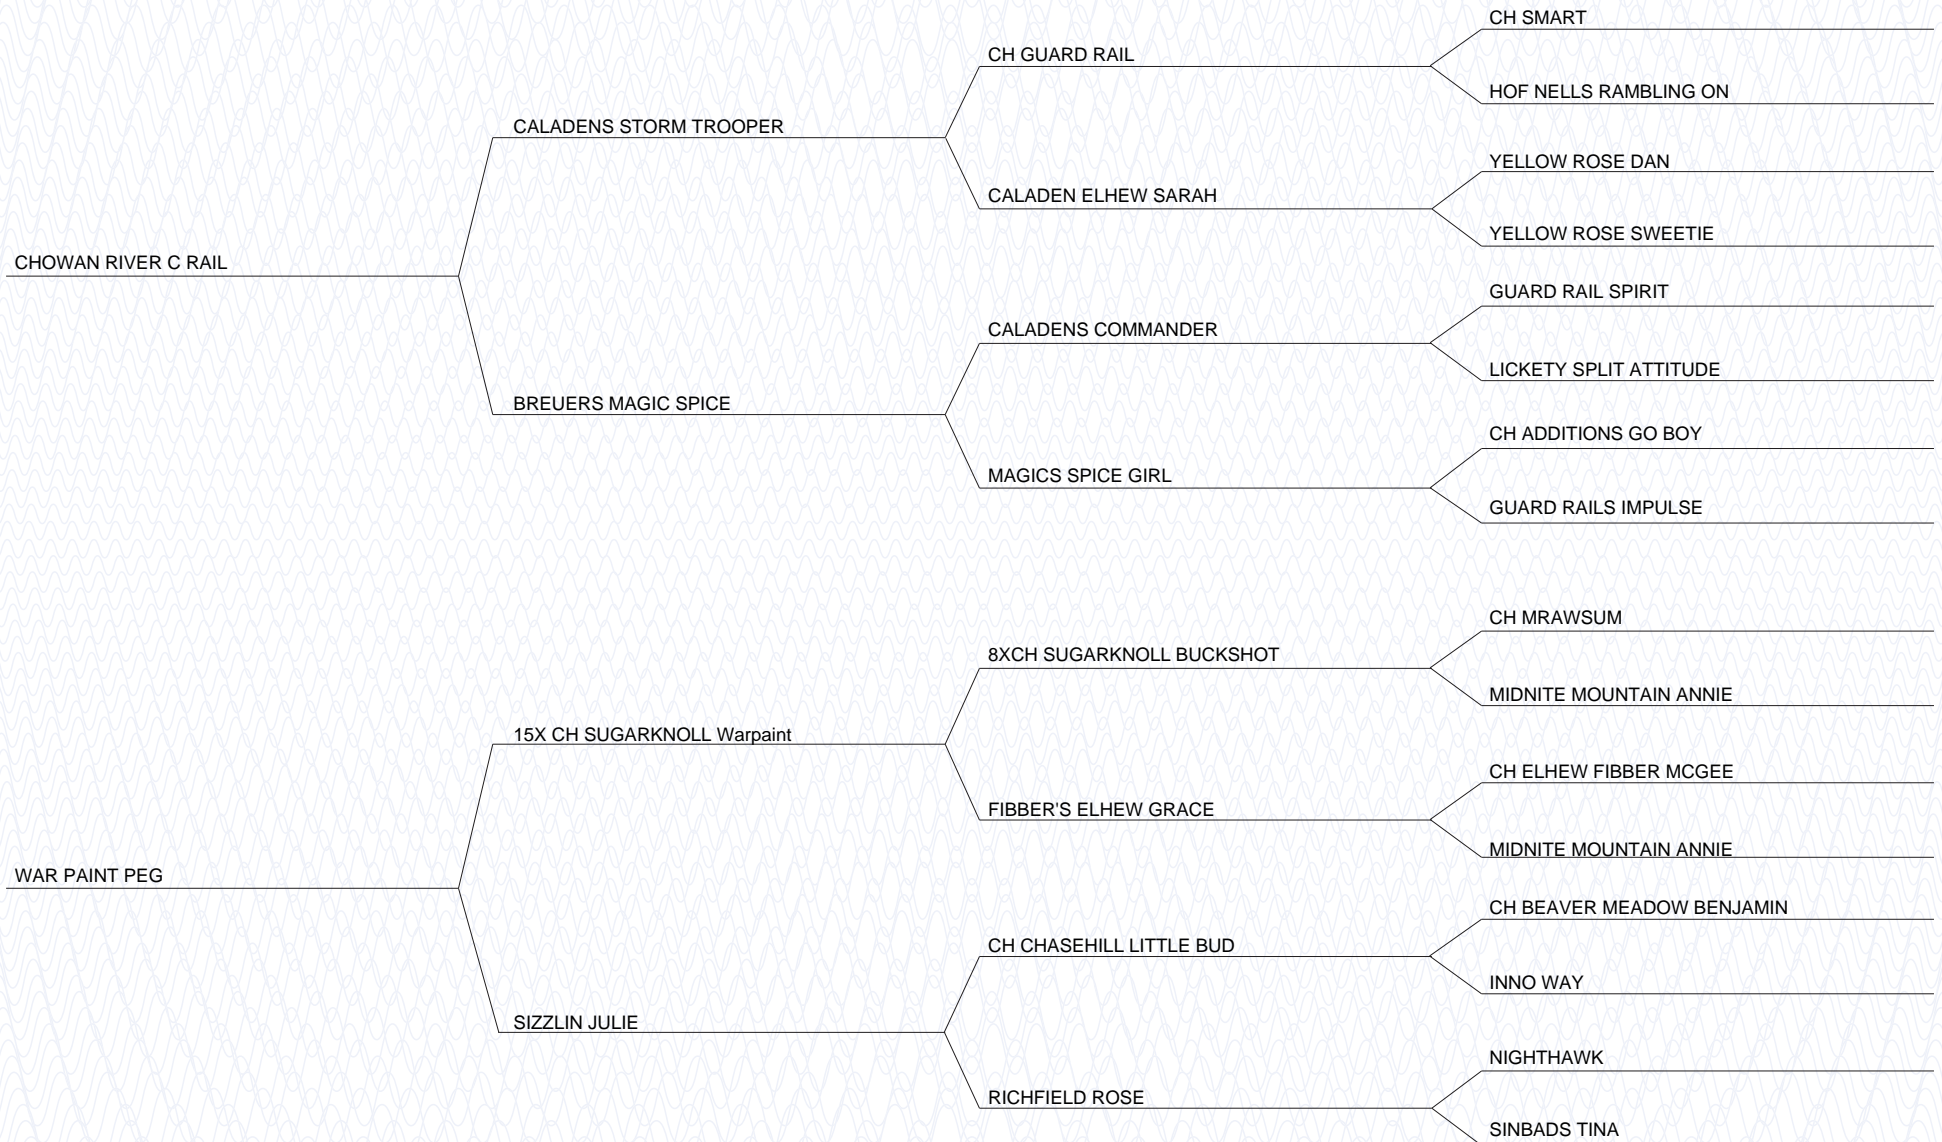 CH SMART
CH GUARD RAIL
HOF NELLS RAMBLING ON
CALADENS STORM TROOPER
YELLOW ROSE DAN
CALADEN ELHEW SARAH
YELLOW ROSE SWEETIE
CHOWAN RIVER C RAIL
GUARD RAIL SPIRIT
CALADENS COMMANDER
LICKETY SPLIT ATTITUDE
BREUERS MAGIC SPICE
CH ADDITIONS GO BOY
MAGICS SPICE GIRL
GUARD RAILS IMPULSE
CH MRAWSUM
8XCH SUGARKNOLL BUCKSHOT
MIDNITE MOUNTAIN ANNIE
15X CH SUGARKNOLL Warpaint
CH ELHEW FIBBER MCGEE
FIBBER'S ELHEW GRACE
MIDNITE MOUNTAIN ANNIE
WAR PAINT PEG
CH BEAVER MEADOW BENJAMIN
CH CHASEHILL LITTLE BUD
INNO WAY
SIZZLIN JULIE
NIGHTHAWK
RICHFIELD ROSE
SINBADS TINA